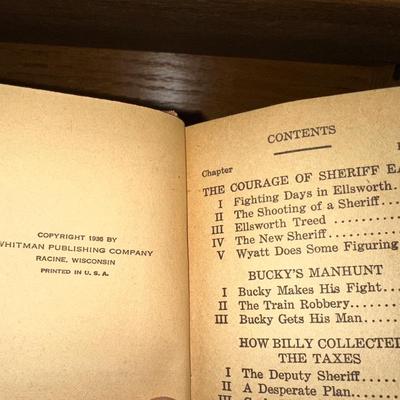 COPYRIGHT 1936 BY
WHITMAN PUBLISHING COMPANY
RACINE, WISCONSIN
PRINTED IN U. S. A.
CONTENTS
Chapter
THE COURAGE OF SHERIFF
I Fighting Days in Ellsworth..
II The Shooting of a Sheriff...
III Ellsworth Treed........
IV The New Sheriff......
V Wyatt Does Some Figuring
BUCKY'S MANHUNT
I Bucky Makes His Fight....
II The Train Robbery.......
III Bucky Gets His Man......
HOW BILLY COLLECTED
THE TAXES
I The Deputy Sheriff......
II A Desperate Plan........
III